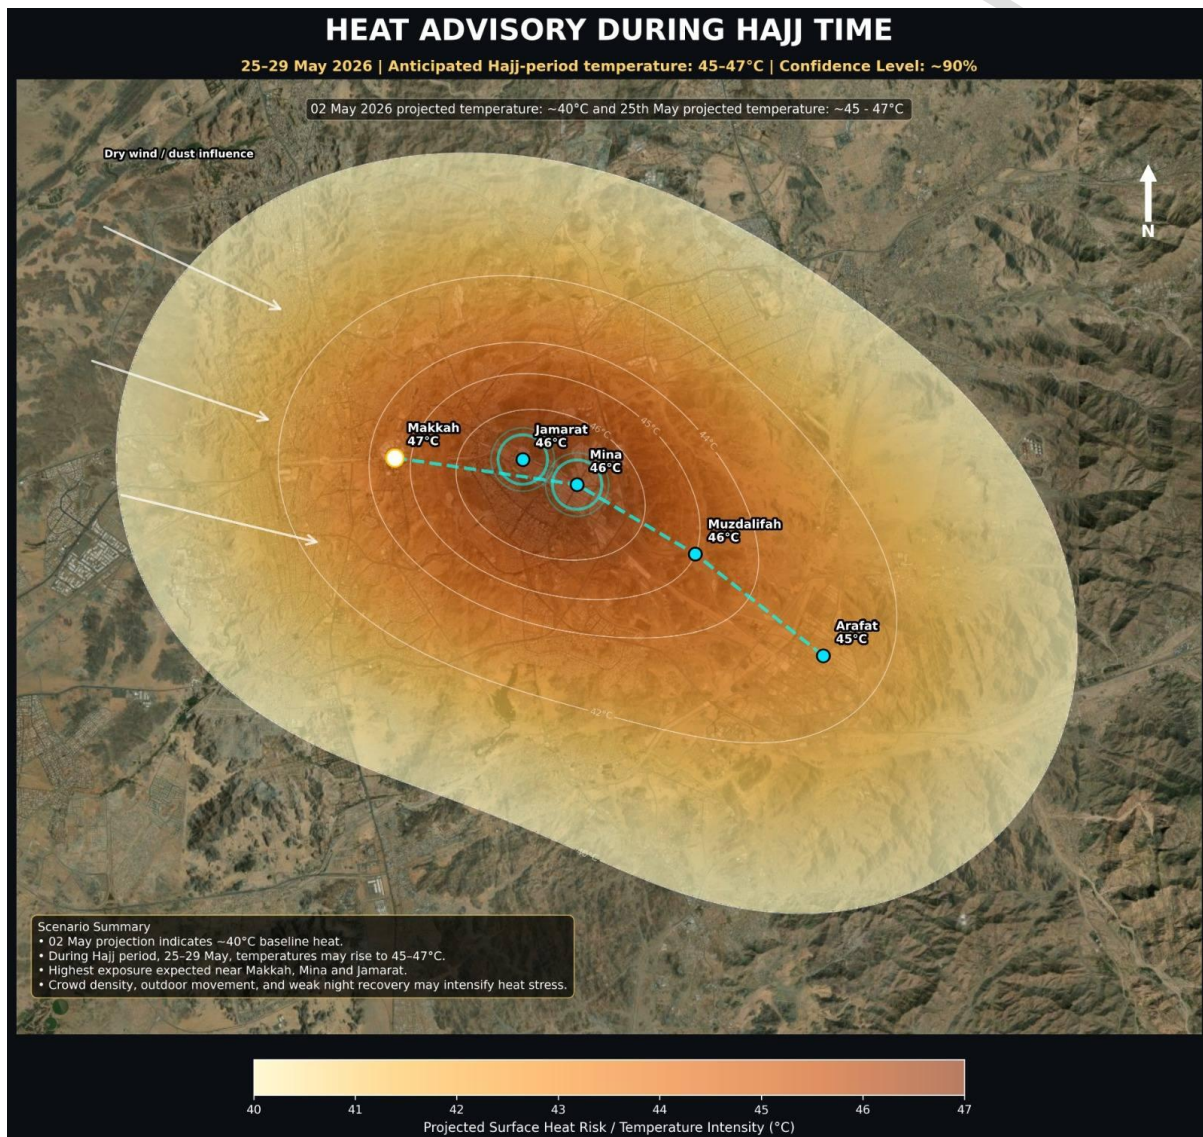 HEAT ADVISORY DURING HAJJ TIME
25–29 May 2026 | Anticipated Hajj-period temperature: 45–47°C | Confidence Level: ~90%
02 May 2026 projected temperature: ~40°C and 25th May projected temperature: ~45 - 47°C
Dry wind / dust influence
N
Makkah
47°C
Jamarat
46°C
Mina
46°C
46°C
45°C
44°C
Muzdalifah
46°C
Arafat
45°C
42°C
Scenario Summary
• 02 May projection indicates ~40°C baseline heat.
• During Hajj period, 25–29 May, temperatures may rise to 45–47°C.
• Highest exposure expected near Makkah, Mina and Jamarat.
• Crowd density, outdoor movement, and weak night recovery may intensify heat stress.
40 41 42 43 44 45 46 47
Projected Surface Heat Risk / Temperature Intensity (°C)